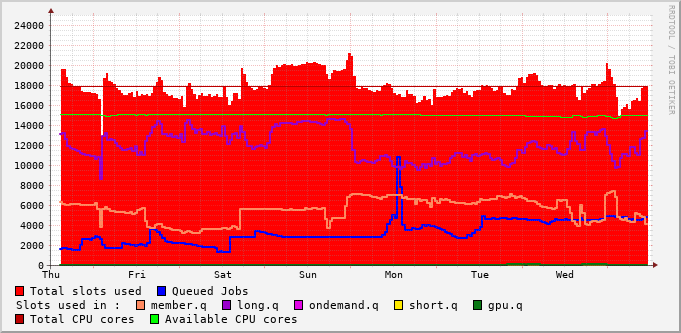 RRDTOOL / TOBI OETIKER
24000
22000
20000
18000
16000
14000
12000
10000
8000
6000
4000
2000
0
Thu Fri Sat Sun Mon Tue Wed
Total slots used Queued Jobs
Slots used in : member.q long.q ondemand.q short.q gpu.q
Total CPU cores Available CPU cores